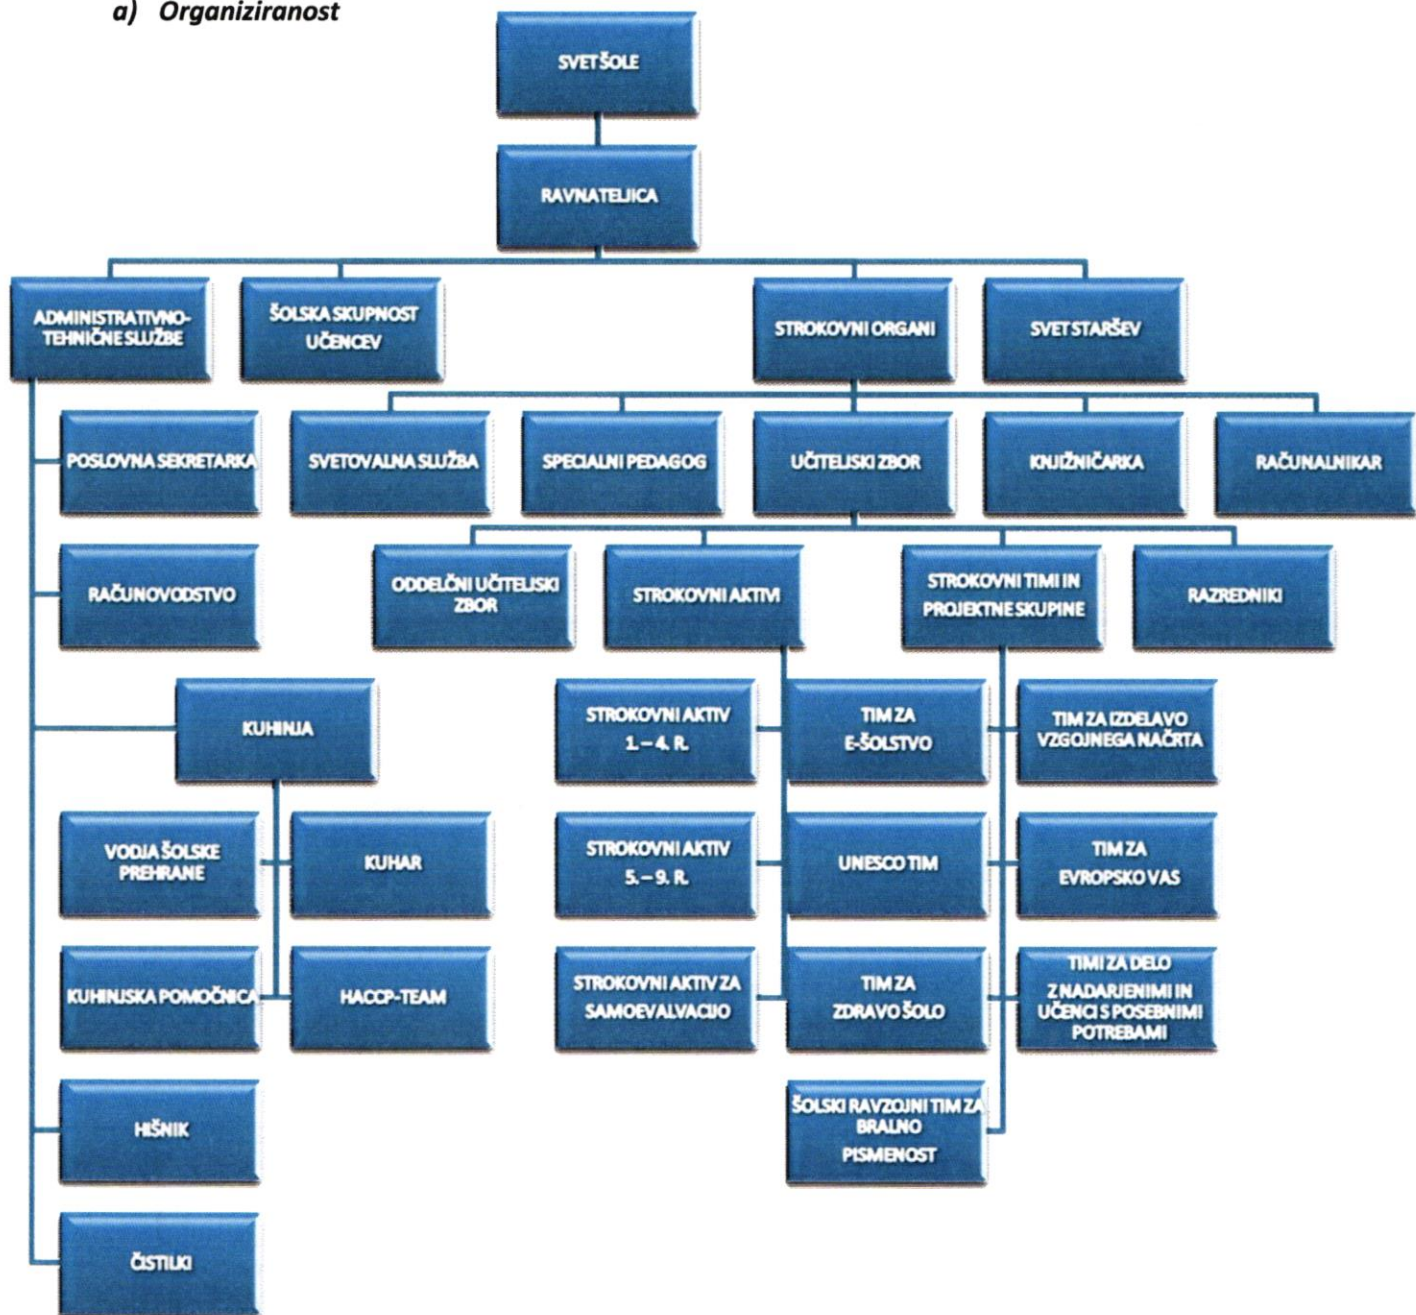 a) Organiziranost
SVET ŠOLE
RAVNATELJICA
ADMINISTRATIVNO-
TEHNIČNE SLUŽBE
ŠOLSKA SKUPNOST
UČENCEV
STROKOVNI ORGANI
SVET STARŠEV
POSLOVNA SEKRETARKA
SVETOVALNA SLUŽBA
SPECIALNI PEDAGOG
UČITELJSKI ZBOR
KNJIŽNIČARKA
RAČUNALNIKAR
RAČUNOVODSTVO
ODDELČNI UČITELJSKI
ZBOR
STROKOVNI AKTIVI
STROKOVNI TIMI IN
PROJEKTNE SKUPINE
RAZREDNIKI
KUHINJA
STROKOVNI AKTIV
1. – 4. R.
TIM ZA
E-ŠOLSTVO
TIM ZA IZDELAVO
VZGOJNEGA NAČRTA
VODJA ŠOLSKE
PREHRANE
KUHAR
STROKOVNI AKTIV
5. – 9. R.
UNESCO TIM
TIM ZA
EVROPSKO VAS
KUHINJSKA POMOČNICA
HACCP-TEAM
STROKOVNI AKTIV ZA
SAMOEVALVACIJO
TIM ZA
ZDRAVO ŠOLO
TIMI ZA DELO
Z NADARJENIMI IN
UČENCI S POSEBNIMI
POTREBAMI
HIŠNIK
ŠOLSKI RAVZOJNI TIM ZA
BRALNO
PISMENOST
ČISTILKI